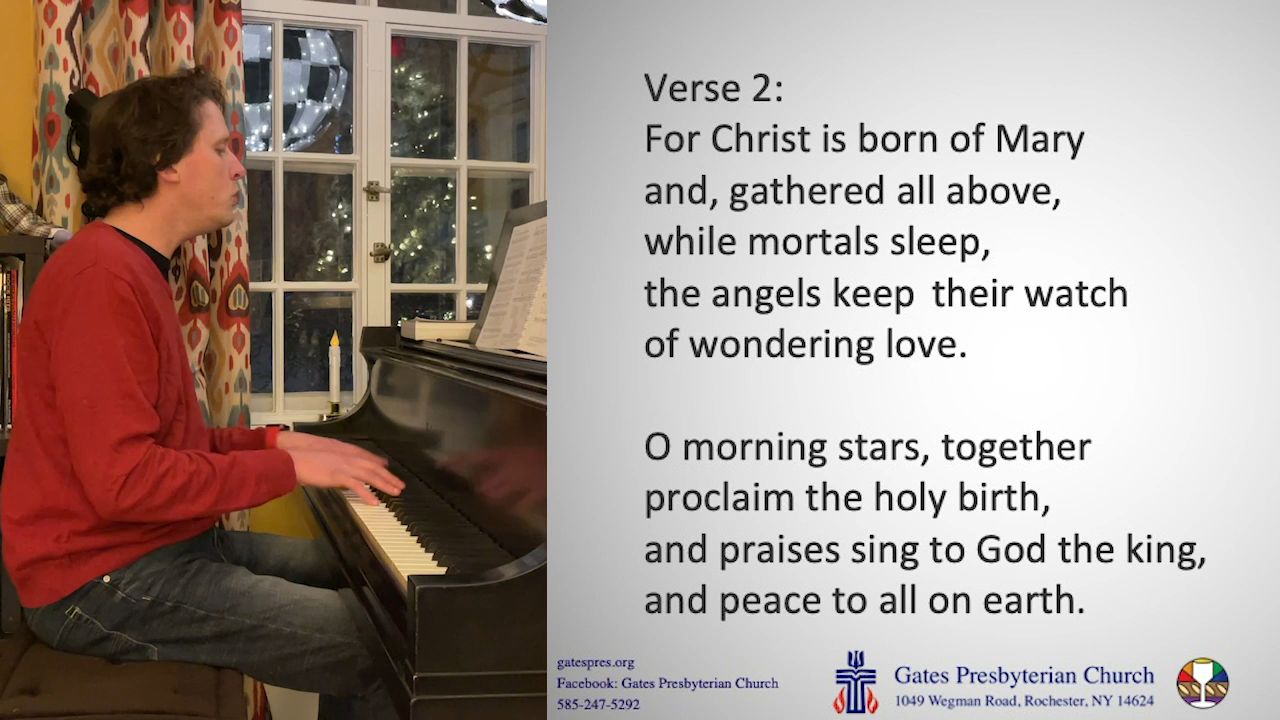 Verse 2:
For Christ is born of Mary
and, gathered all above,
while mortals sleep,
the angels keep their watch
of wondering love.
O morning stars, together
proclaim the holy birth,
and praises sing to God the king,
and peace to all on earth.
gatespres.org
Facebook: Gates Presbyterian Church
585-247-5292
Gates Presbyterian Church
1049 Wegman Road, Rochester, NY 14624